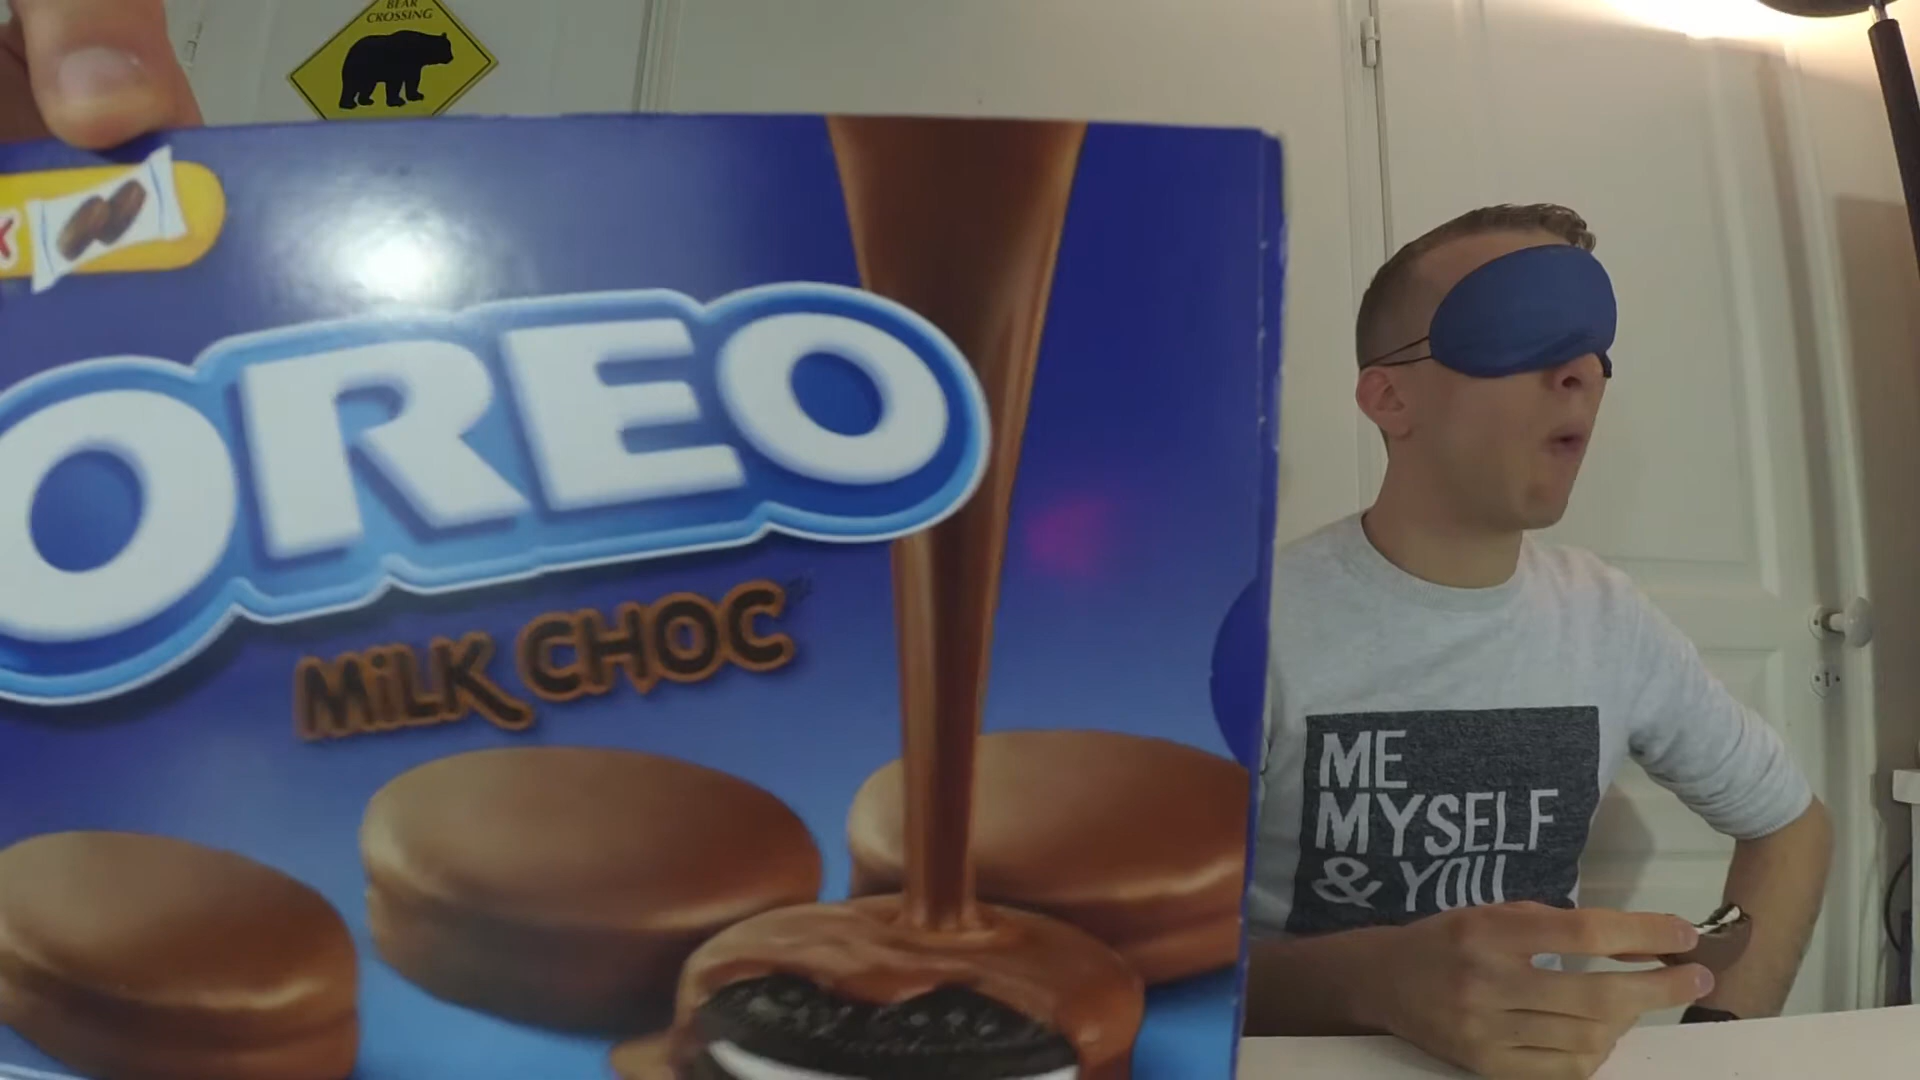 BEAR
CROSSING
x
OREO
MiLK CHOC
ME
MYSELF
& YOU